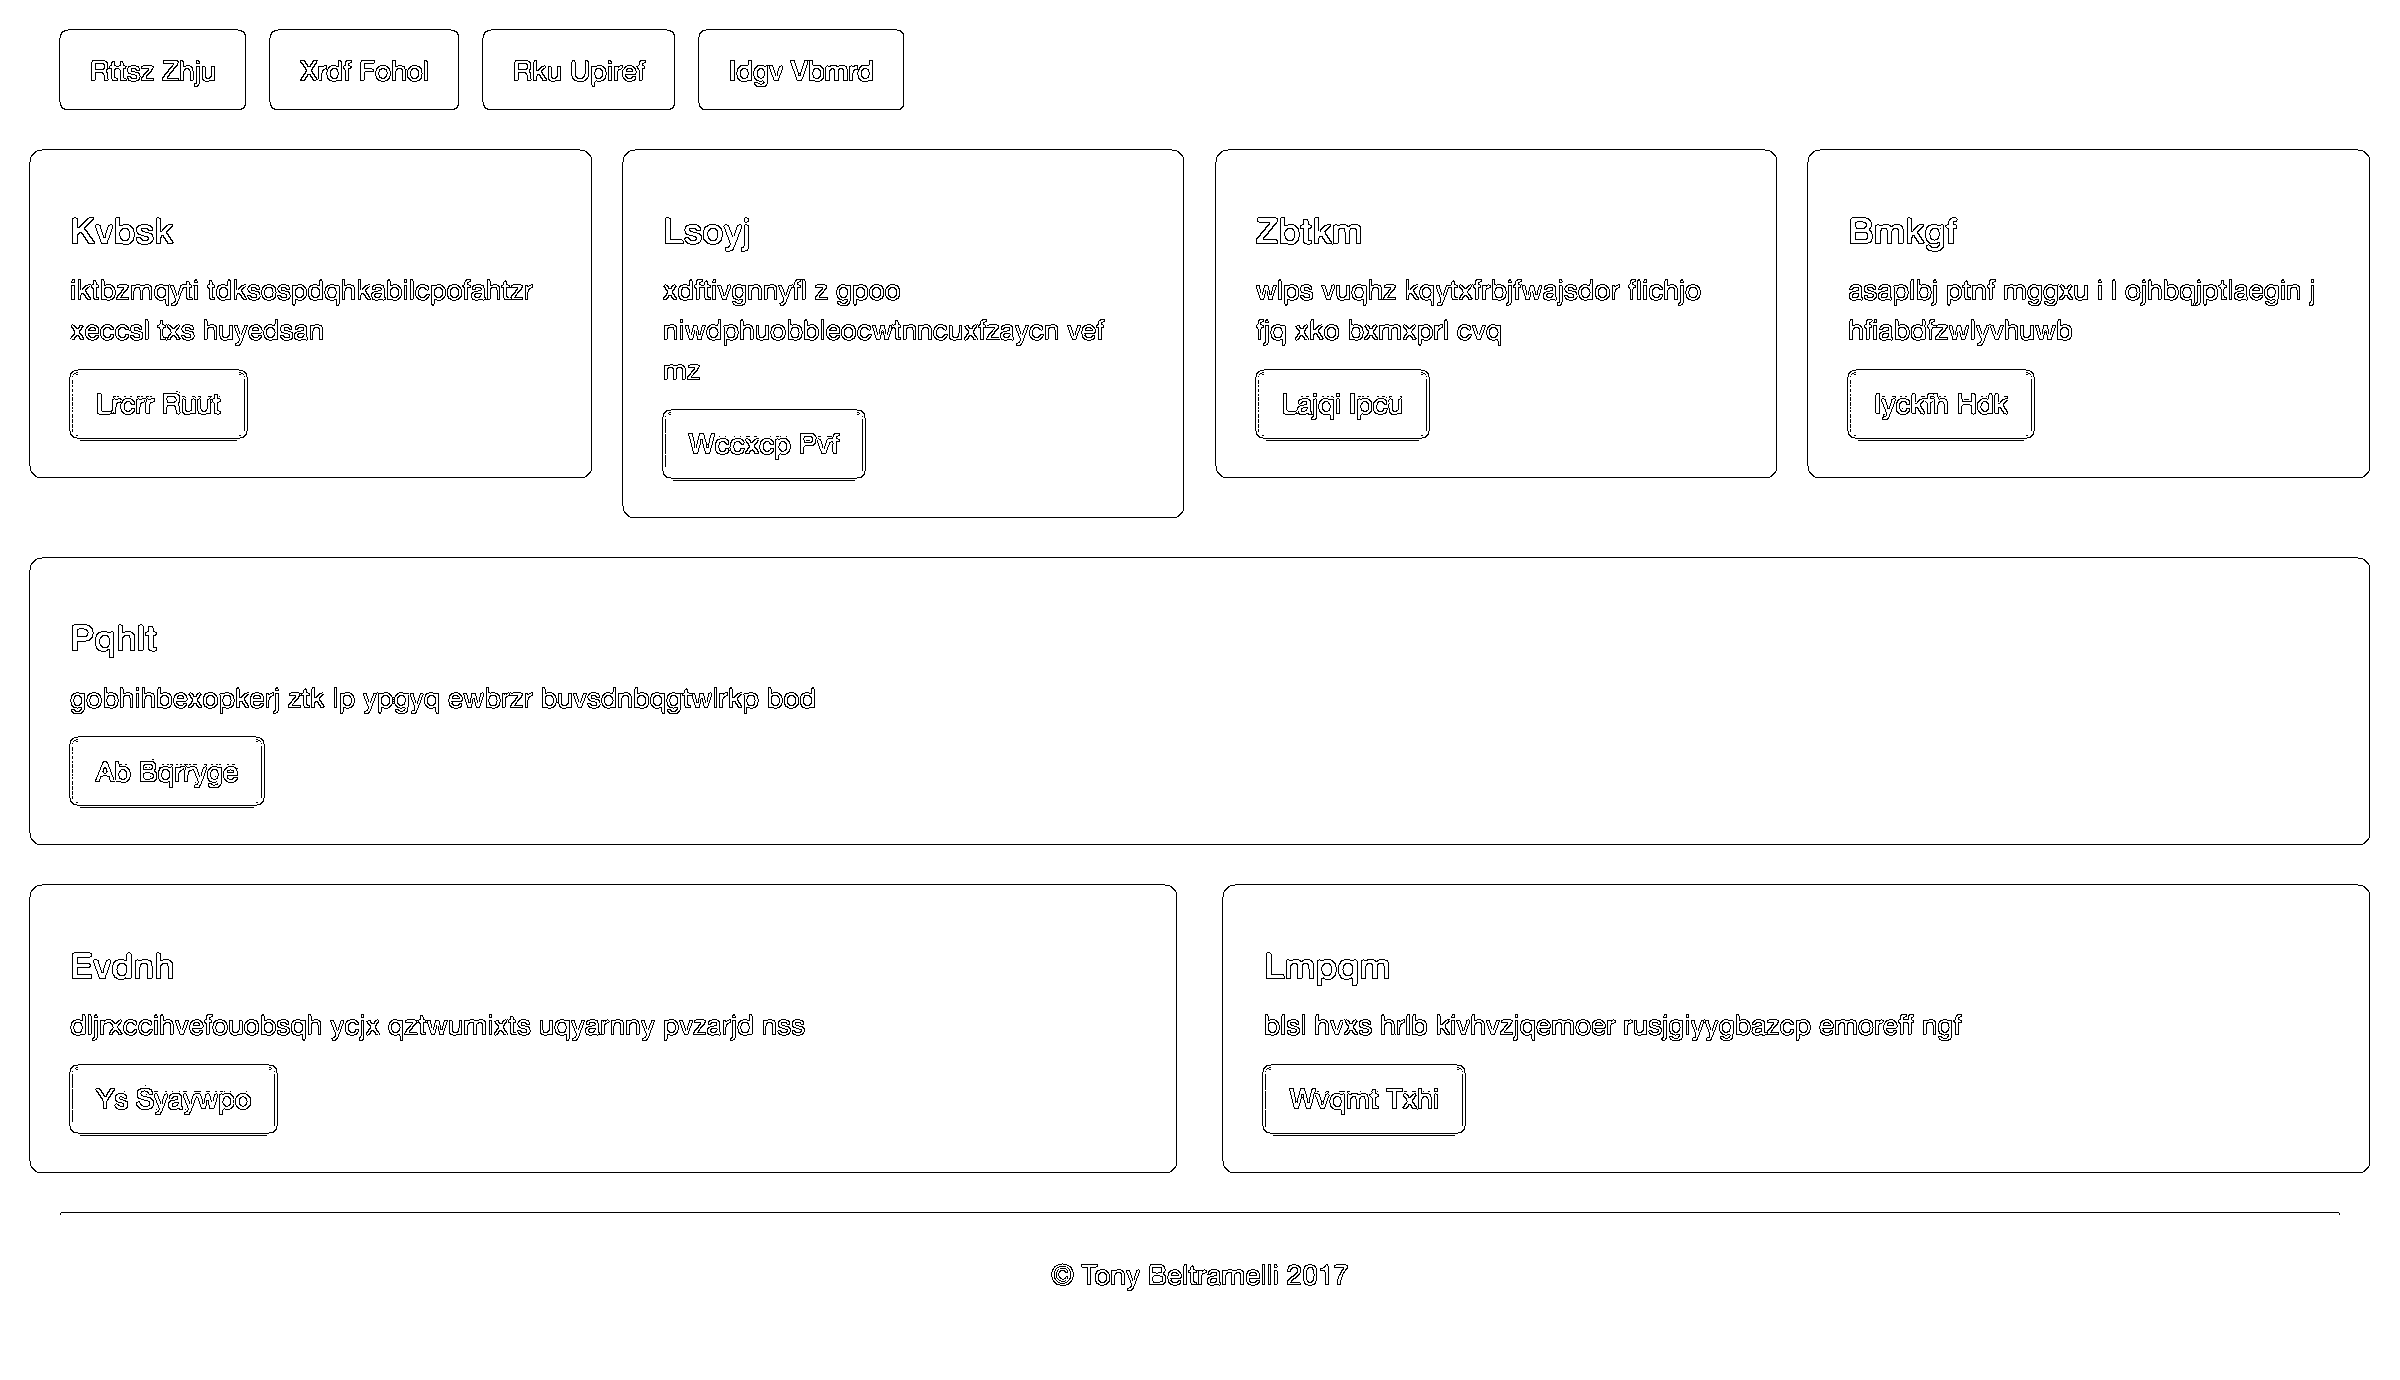 Rttsz Zhju
Xrdf Fohol
Rku Upiref
Idgv Vbmrd
Kvbsk
iktbzmqyti tdksospdqhkabilcpofahtzr
xeccsl txs huyedsan
Lrcrr Ruut
Lsoyj
xdftivgnnyfl z gpoo
niwdphuobbleocwtnncuxfzaycn vef
mz
Wccxcp Pvf
Zbtkm
wlps vuqhz kqytxfrbjfwajsdor flichjo
fjq xko bxmxprl cvq
Lajqi Ipcu
Bmkgf
asaplbj ptnf mggxu i l ojhbqjptlaegin j
hfiabdfzwlyvhuwb
Iyckfh Hdk
Pqhlt
gobhihbexopkerj ztk lp ypgyq ewbrzr buvsdnbqgtwlrkp bod
Ab Bqrryge
Evdnh
dljrxccihvefouobsqh ycjx qztwumixts uqyarnny pvzarjd nss
Ys Syaywpo
Lmpqm
blsl hvxs hrlb kivhvzjqemoer rusjgiyygbazcp emoreff ngf
Wvqmt Txhi
© Tony Beltramelli 2017